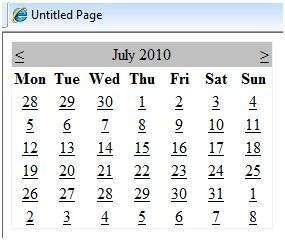 Untitled Page
< July 2010 >
Mon Tue Wed Thu Fri Sat Sun
28 29 30 1 2 3 4
5 6 7 8 9 10 11
12 13 14 15 16 17 18
19 20 21 22 23 24 25
26 27 28 29 30 31 1
2 3 4 5 6 7 8